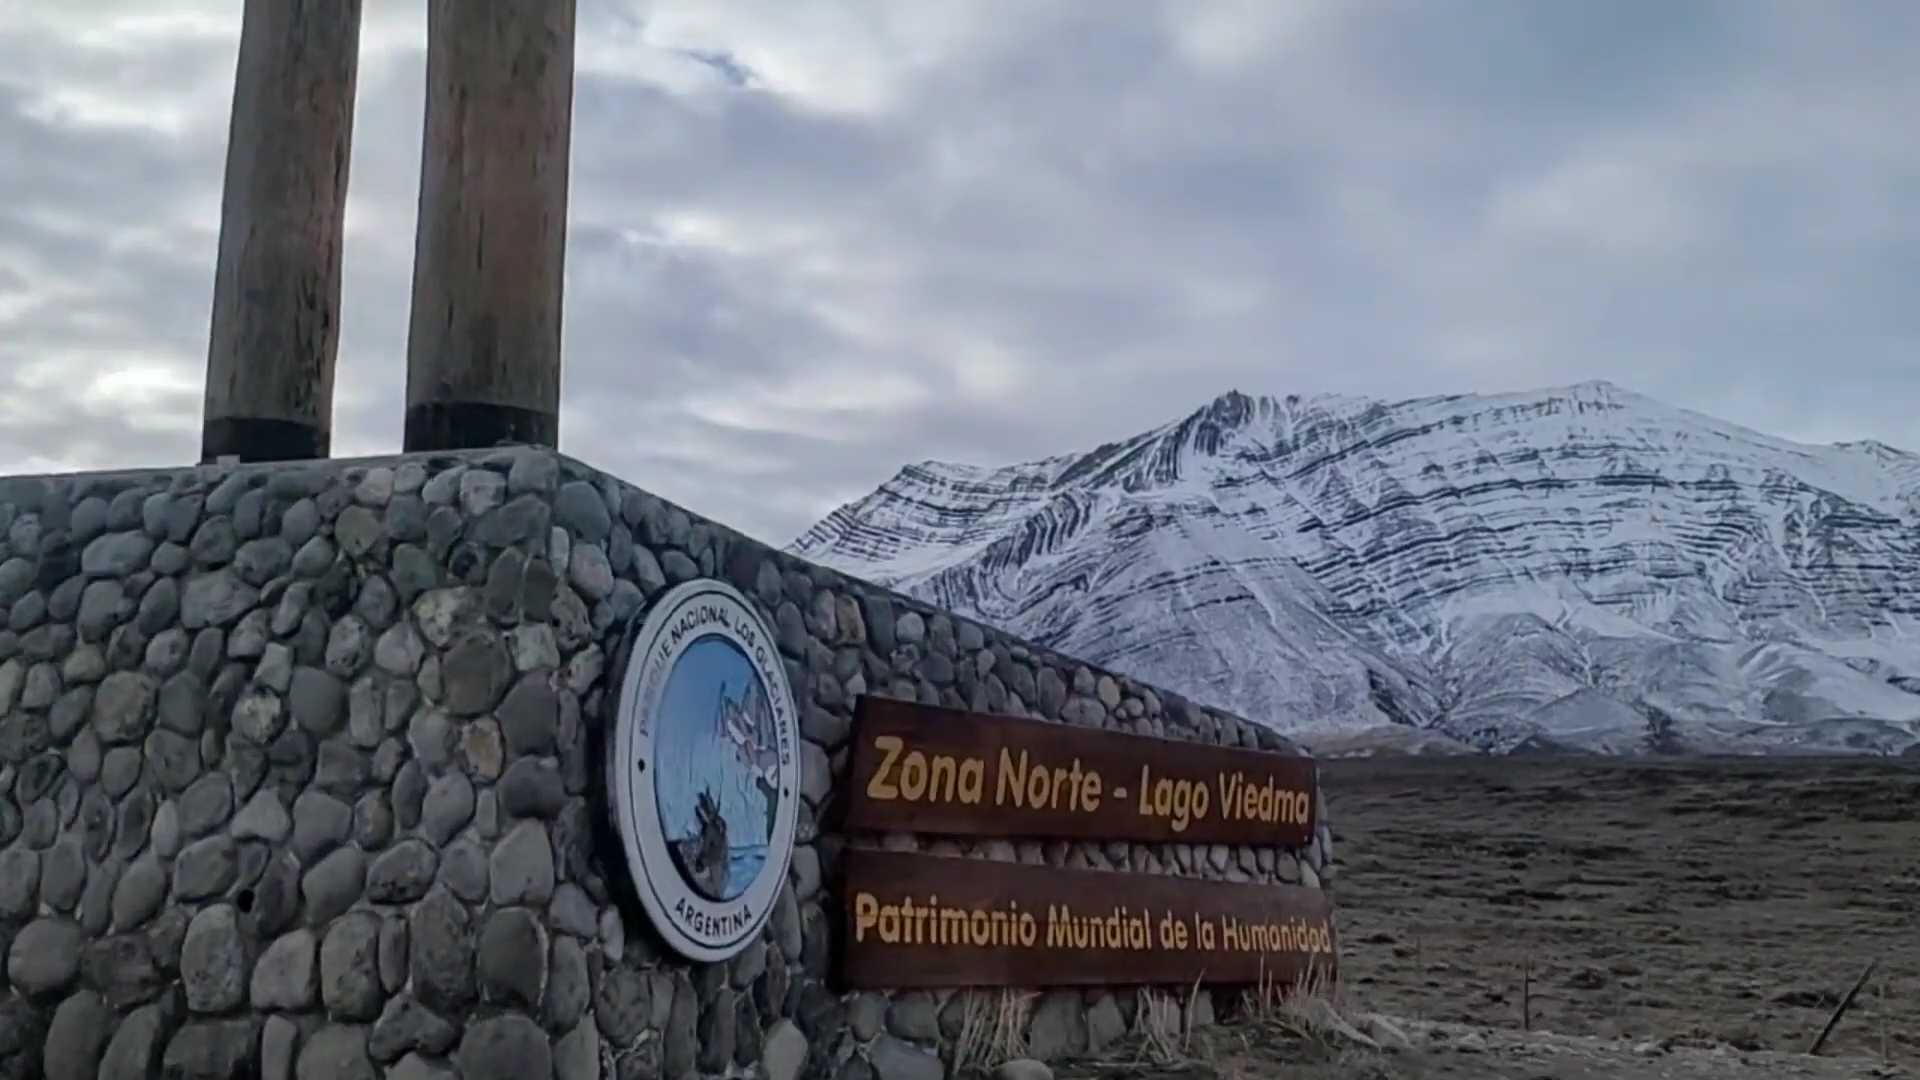 PARQUE NACIONAL LOS GLACIARES
ARGENTINA
Zona Norte - Lago Viedma
Patrimonio Mundial de la Humanidad